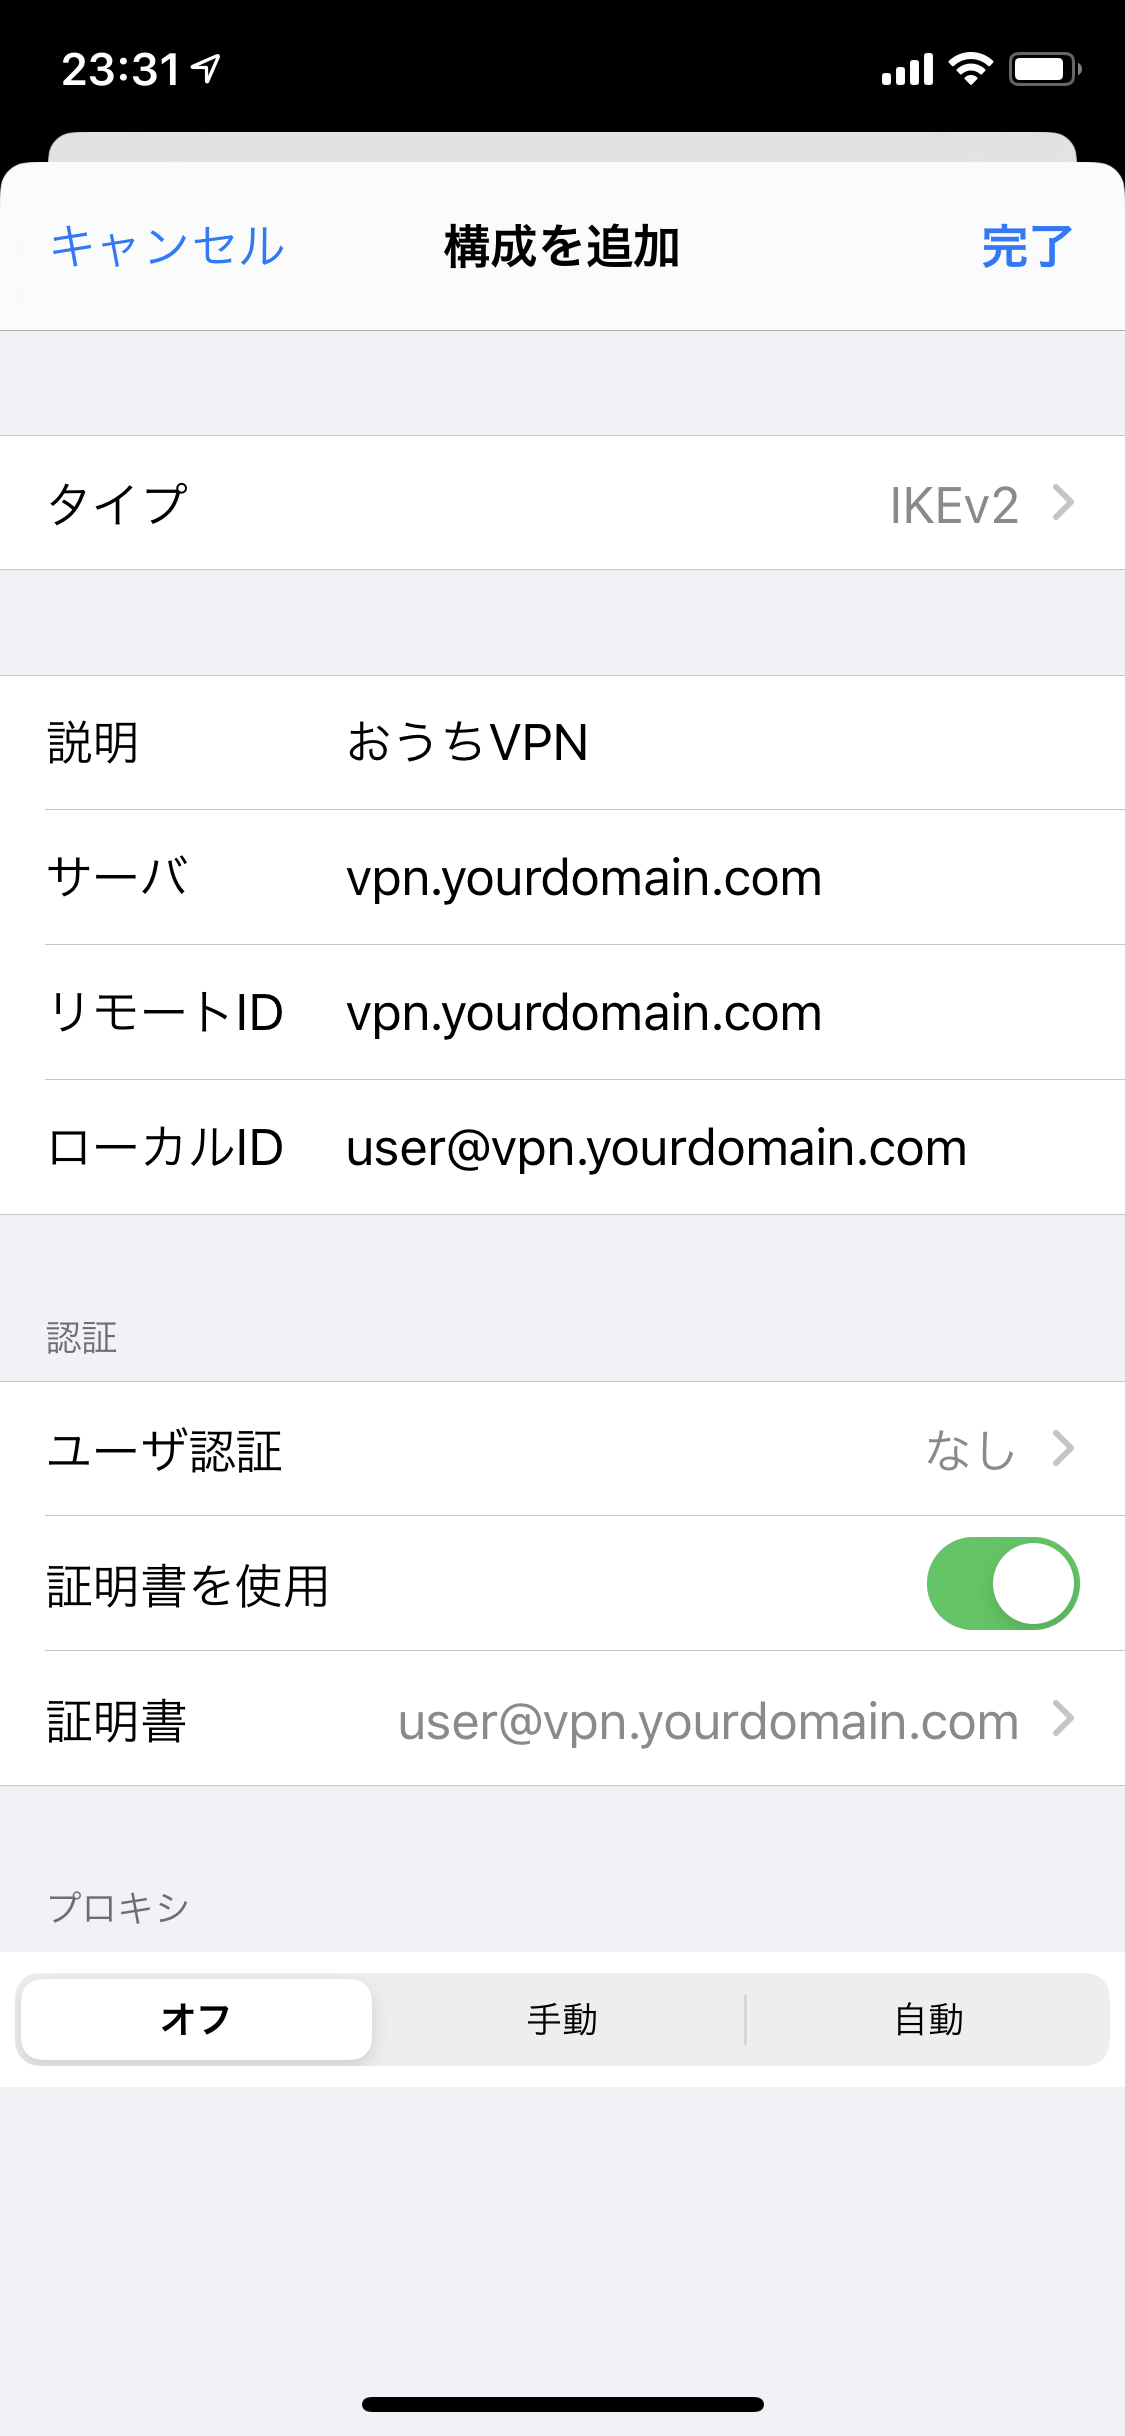 23:31
キャンセル 構成を追加 完了
タイプ IKEv2
説明 おうちVPN
サーバ vpn.yourdomain.com
リモートID vpn.yourdomain.com
ローカルID user@vpn.yourdomain.com
認証
ユーザ認証 なし
証明書を使用
証明書 user@vpn.yourdomain.com
プロキシ
オフ 手動 自動